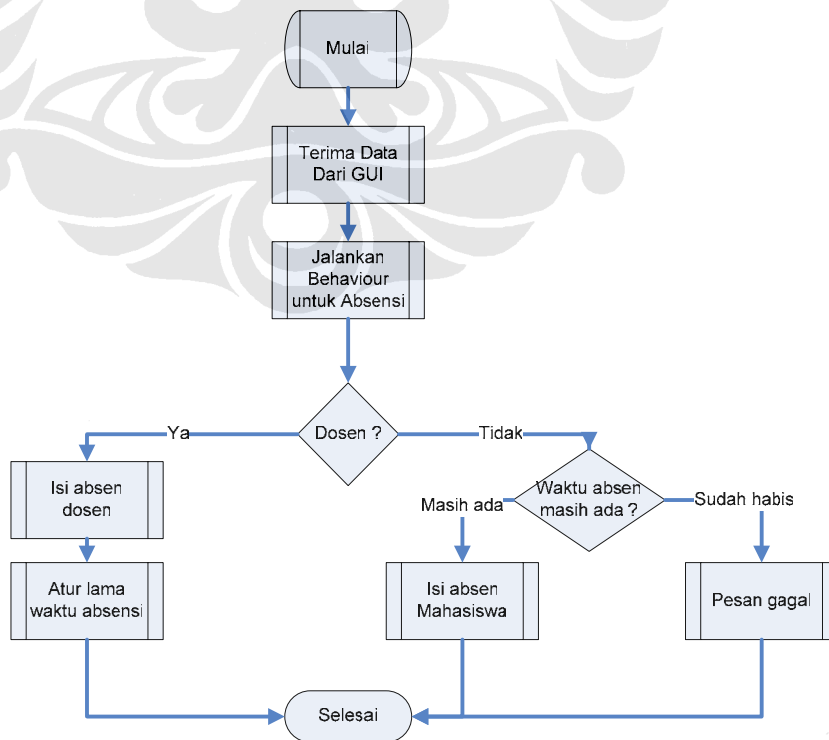 Mulai
Terima Data
Dari GUI
Jalankan
Behaviour
untuk Absensi
Dosen ?
Ya
Tidak
Isi absen
dosen
Atur lama
waktu absensi
Waktu absen
masih ada ?
Masih ada
Sudah habis
Isi absen
Mahasiswa
Pesan gagal
Selesai